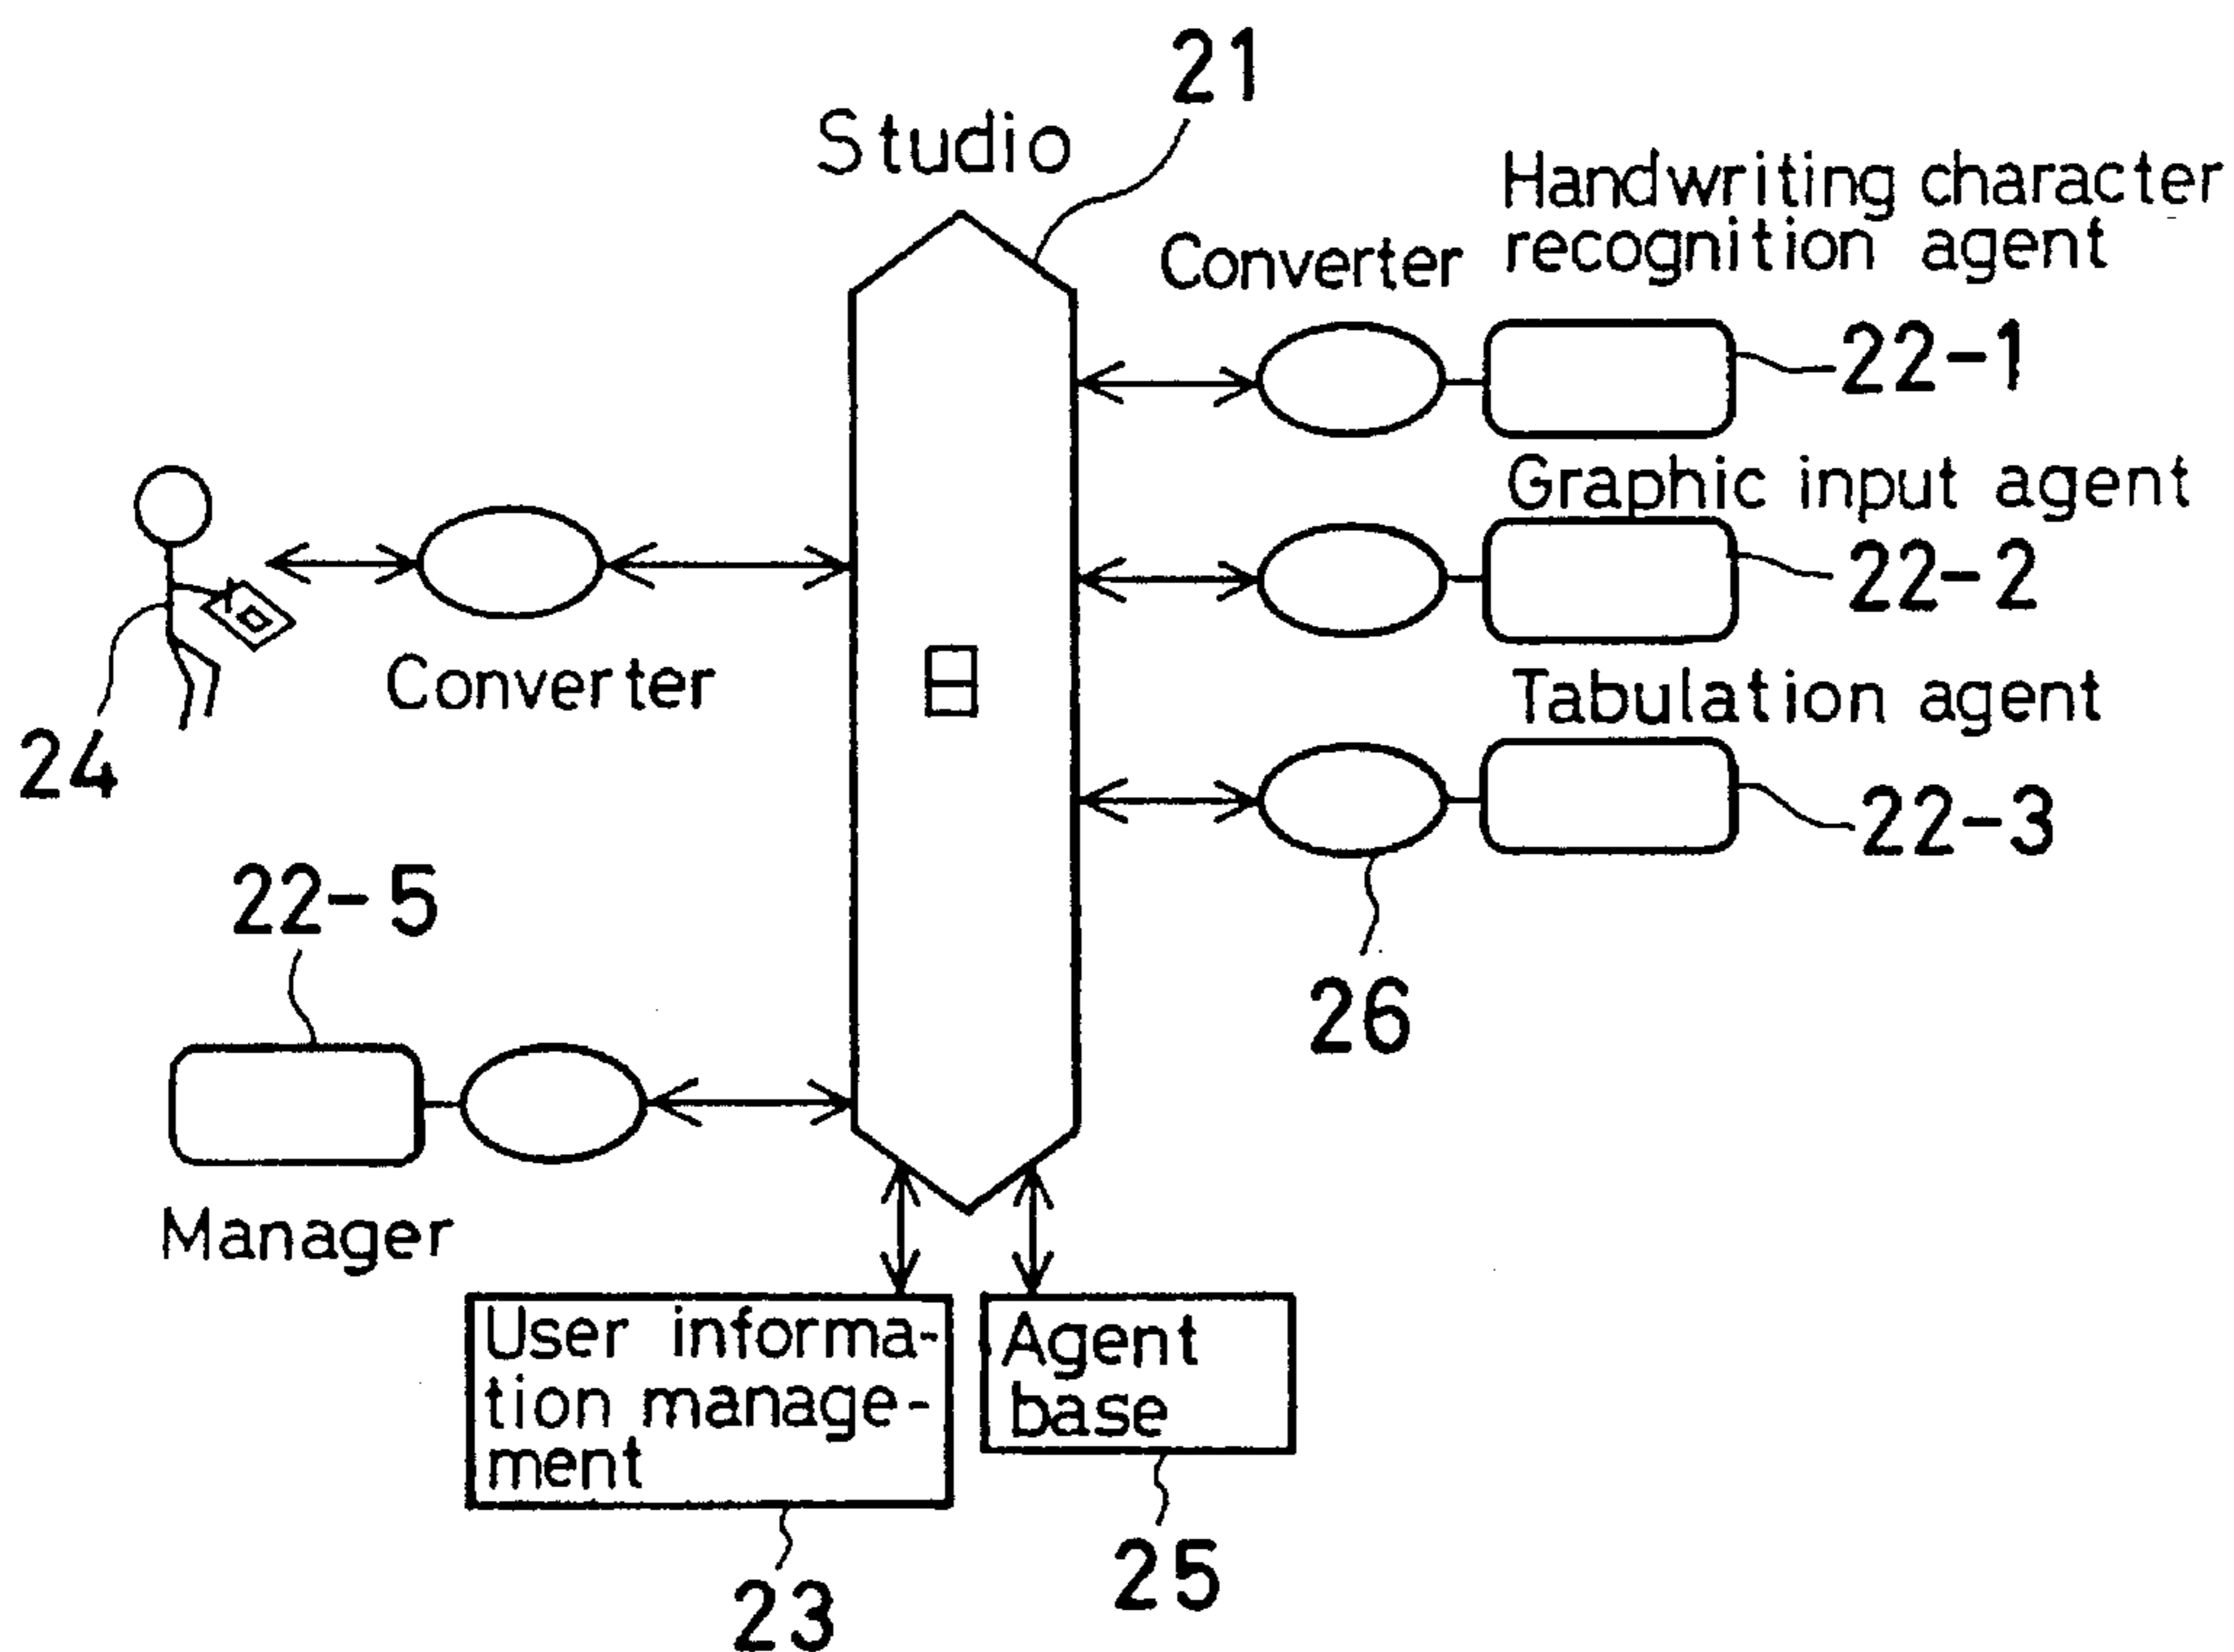 21
Studio
Handwriting character
recognition agent
Converter
22-1
Graphic input agent
22-2
Converter
日
Tabulation agent
24
22-3
22-5
26
Manager
User informa-
tion manage-
ment
Agent
base
23
25